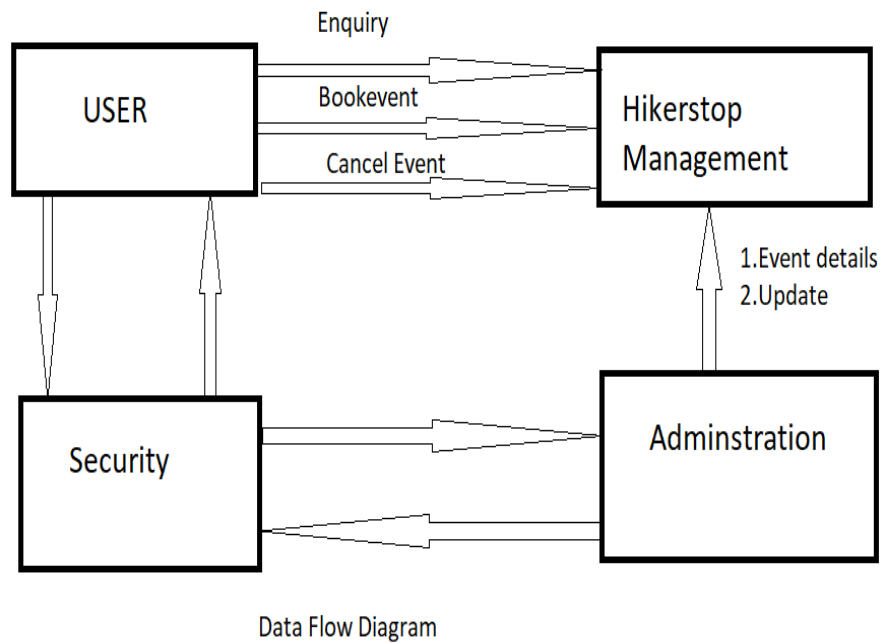 Enquiry
USER
Bookevent
Hikerstop
Management
Cancel Event
1.Event details
2.Update
Security
Adminstration
Data Flow Diagram